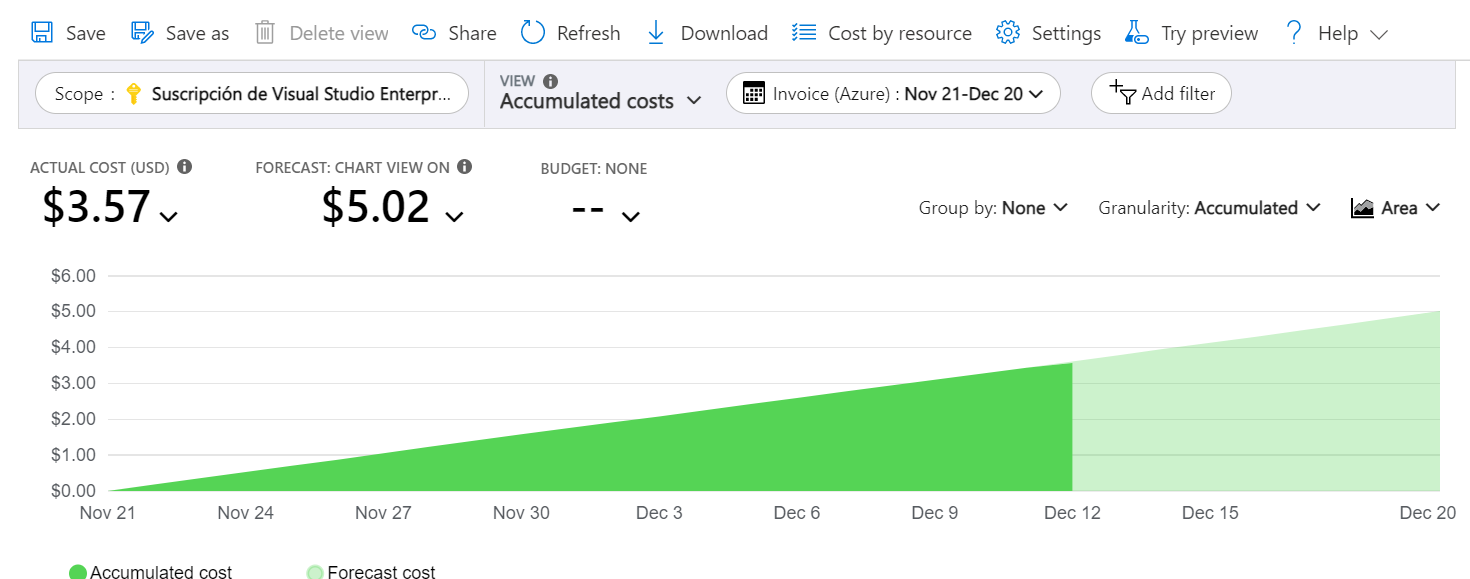 Save Save as Delete view Share Refresh Download Cost by resource Settings Try preview ? Help
Scope : Suscripción de Visual Studio Enterpr... VIEW Accumulated costs Invoice (Azure) : Nov 21-Dec 20 Add filter
ACTUAL COST (USD) FORECAST: CHART VIEW ON BUDGET: NONE
$3.57 $5.02 --
Group by: None Granularity: Accumulated Area
$6.00
$5.00
$4.00
$3.00
$2.00
$1.00
$0.00
Nov 21 Nov 24 Nov 27 Nov 30 Dec 3 Dec 6 Dec 9 Dec 12 Dec 15 Dec 20
Accumulated cost Forecast cost